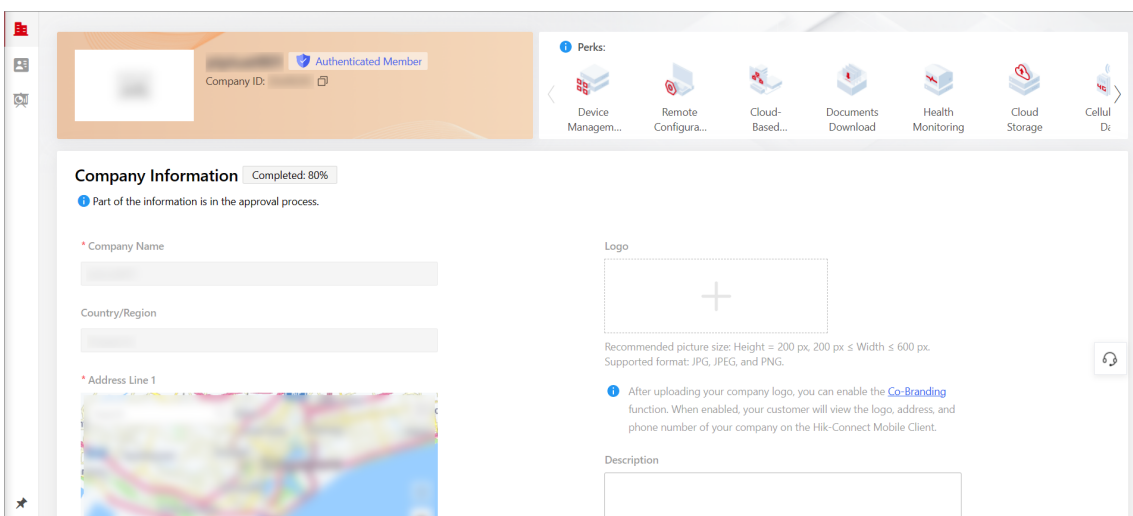 Authenticated Member
Company ID:
Perks:
Device
Managem...
Remote
Configura...
Cloud-
Based...
Documents
Download
Health
Monitoring
Cloud
Storage
Cellul
Da
Company Information Completed: 80%
Part of the information is in the approval process.
* Company Name
Country/Region
* Address Line 1
Logo
Recommended picture size: Height = 200 px, 200 px ≤ Width ≤ 600 px.
Supported format: JPG, JPEG, and PNG.
After uploading your company logo, you can enable the Co-Branding
function. When enabled, your customer will view the logo, address, and
phone number of your company on the Hik-Connect Mobile Client.
Description